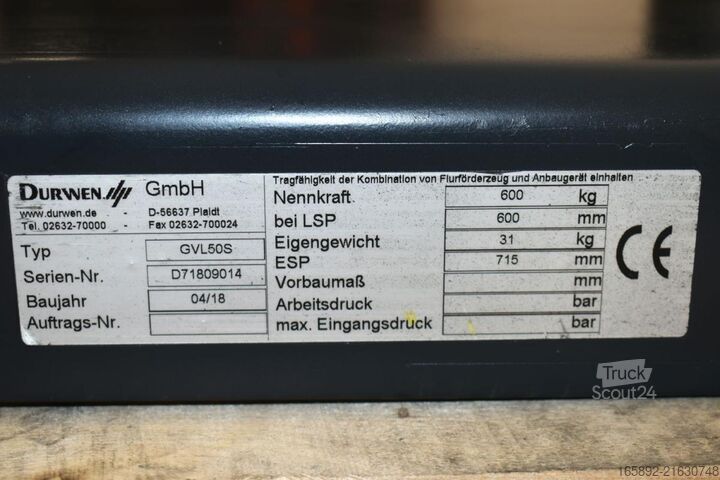 DURWEN GmbH
www.durwen.de - D-56637 Plaidt
Tel. 02632-70000 - Fax 02632-700024
Typ GVL50S
Serien-Nr. D71809014
Baujahr 04/18
Auftrags-Nr.
Tragfähigkeit der Kombination von Flurförderzeug und Anbaugerät einhalten
Nennkraft 600 kg
bei LSP 600 mm
Eigengewicht 31 kg
ESP 715 mm
Vorbaumaß mm
Arbeitsdruck bar
max. Eingangsdruck bar
CE
Truck
Scout24
165892-21630748